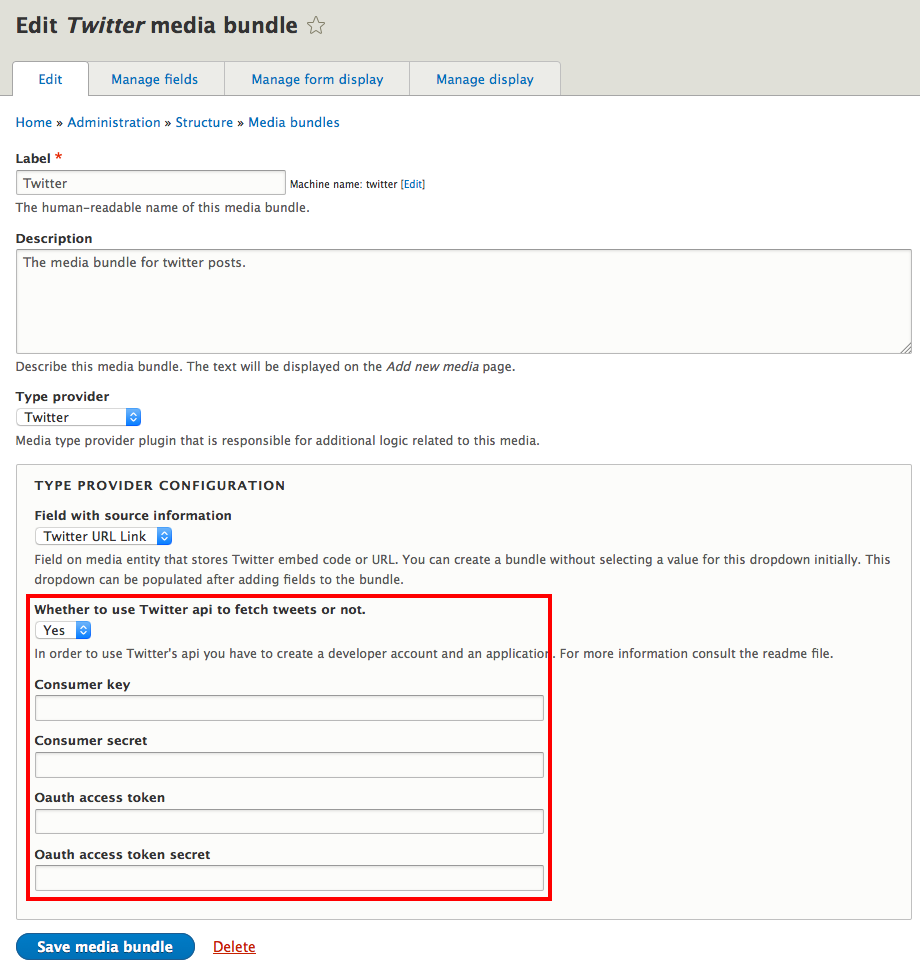 Edit Twitter media bundle
Edit Manage fields Manage form display Manage display
Home » Administration » Structure » Media bundles
Label *
Twitter Machine name: twitter [Edit]
The human-readable name of this media bundle.
Description
The media bundle for twitter posts.
Describe this media bundle. The text will be displayed on the Add new media page.
Type provider
Twitter
Media type provider plugin that is responsible for additional logic related to this media.
TYPE PROVIDER CONFIGURATION
Field with source information
Twitter URL Link
Field on media entity that stores Twitter embed code or URL. You can create a bundle without selecting a value for this dropdown initially. This
dropdown can be populated after adding fields to the bundle.
Whether to use Twitter api to fetch tweets or not.
Yes
In order to use Twitter's api you have to create a developer account and an application. For more information consult the readme file.
Consumer key
Consumer secret
Oauth access token
Oauth access token secret
Save media bundle Delete